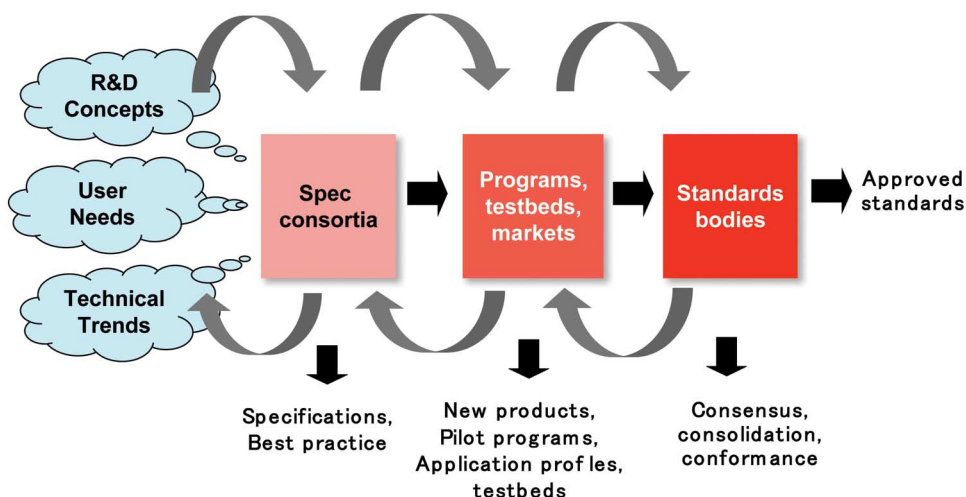 R&D
Concepts
User
Needs
Technical
Trends
Spec
consortia
Programs,
testbeds,
markets
Standards
bodies
Approved
standards
Specifications,
Best practice
New products,
Pilot programs,
Application prof les,
testbeds
Consensus,
consolidation,
conformance